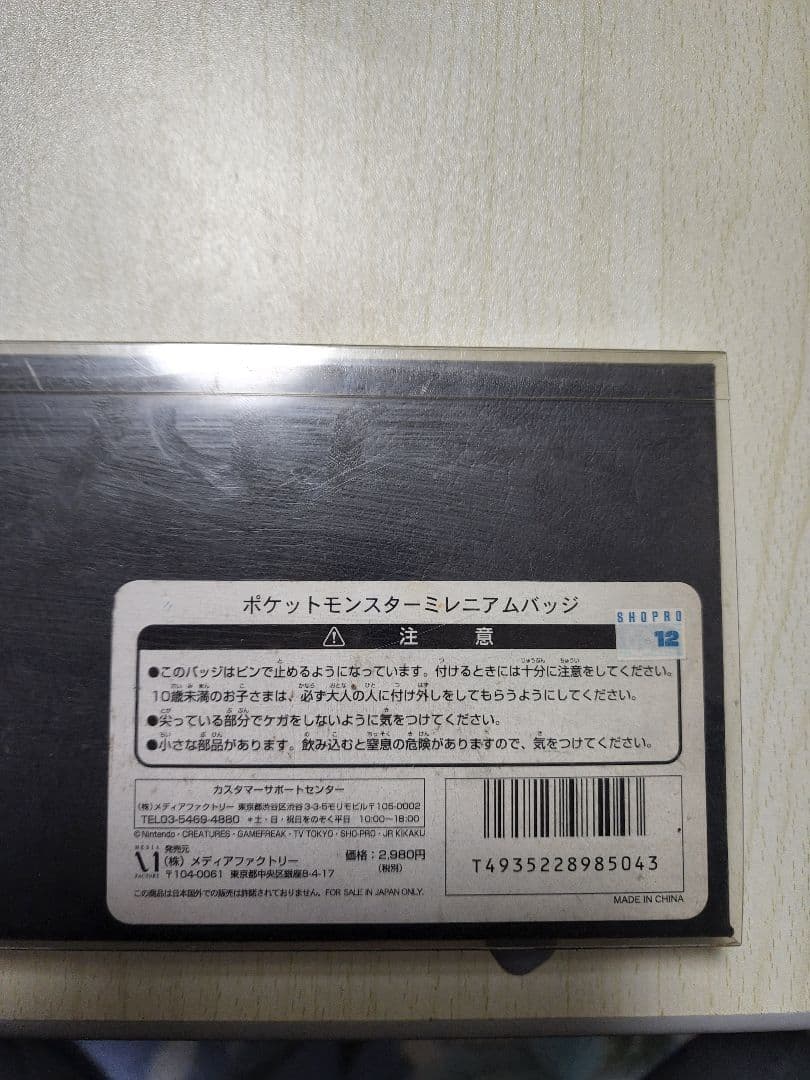 ポケットモンスターミレニアムバッジ
SHOPRO
12
⚠ 注意
●このバッジはピンで止めるようになっています。付けるときには十分に注意をしてください。
10歳未満のお子さまは、必ず大人の人に付け外しをしてもらうようにしてください。
●尖っている部分でケガをしないように気をつけてください。
●小さな部品があります。飲み込むと窒息の危険がありますので、気をつけてください。
カスタマーサポートセンター
(株)メディアファクトリー 東京都渋谷区渋谷3-3-5モリモビル〒105-0002
TEL03-5469-4880 *土・日・祝日をのぞく平日 10:00~18:00
©Nintendo・CREATURES・GAMEFREAK・TV TOKYO・SHO-PRO・JR KIKAKU
MEDIA FACTORY
発売元
(株)メディアファクトリー
〒104-0061 東京都中央区銀座8-4-17
価格:2,980円
(税別)
この商品は日本国外での販売は許諾されておりません。FOR SALE IN JAPAN ONLY.
T4935228985043
MADE IN CHINA